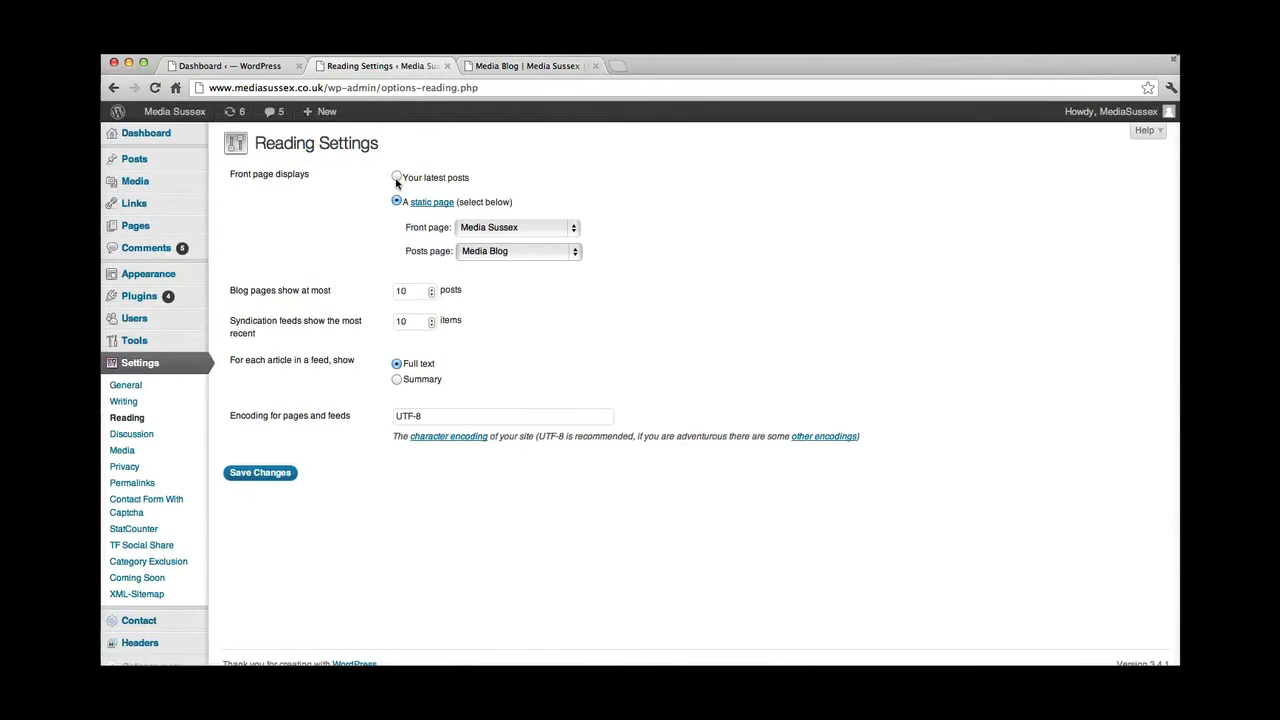 Dashboard ‹ — WordPress
Reading Settings ‹ Media Sus
Media Blog | Media Sussex
www.mediasussex.co.uk/wp-admin/options-reading.php
Media Sussex 6 5 + New Howdy, MediaSussex
Help
Dashboard
Posts
Media
Links
Pages
Comments 5
Appearance
Plugins 4
Users
Tools
Settings
General
Writing
Reading
Discussion
Media
Privacy
Permalinks
Contact Form With
Captcha
StatCounter
TF Social Share
Category Exclusion
Coming Soon
XML-Sitemap
Contact
Headers
Reading Settings
Front page displays
Your latest posts
A static page (select below)
Front page: Media Sussex
Posts page: Media Blog
Blog pages show at most 10 posts
Syndication feeds show the most
recent
10 items
For each article in a feed, show
Full text
Summary
Encoding for pages and feeds UTF-8
The character encoding of your site (UTF-8 is recommended, if you are adventurous there are some other encodings)
Save Changes
Thank you for creating with WordPress
Version 3.4.1